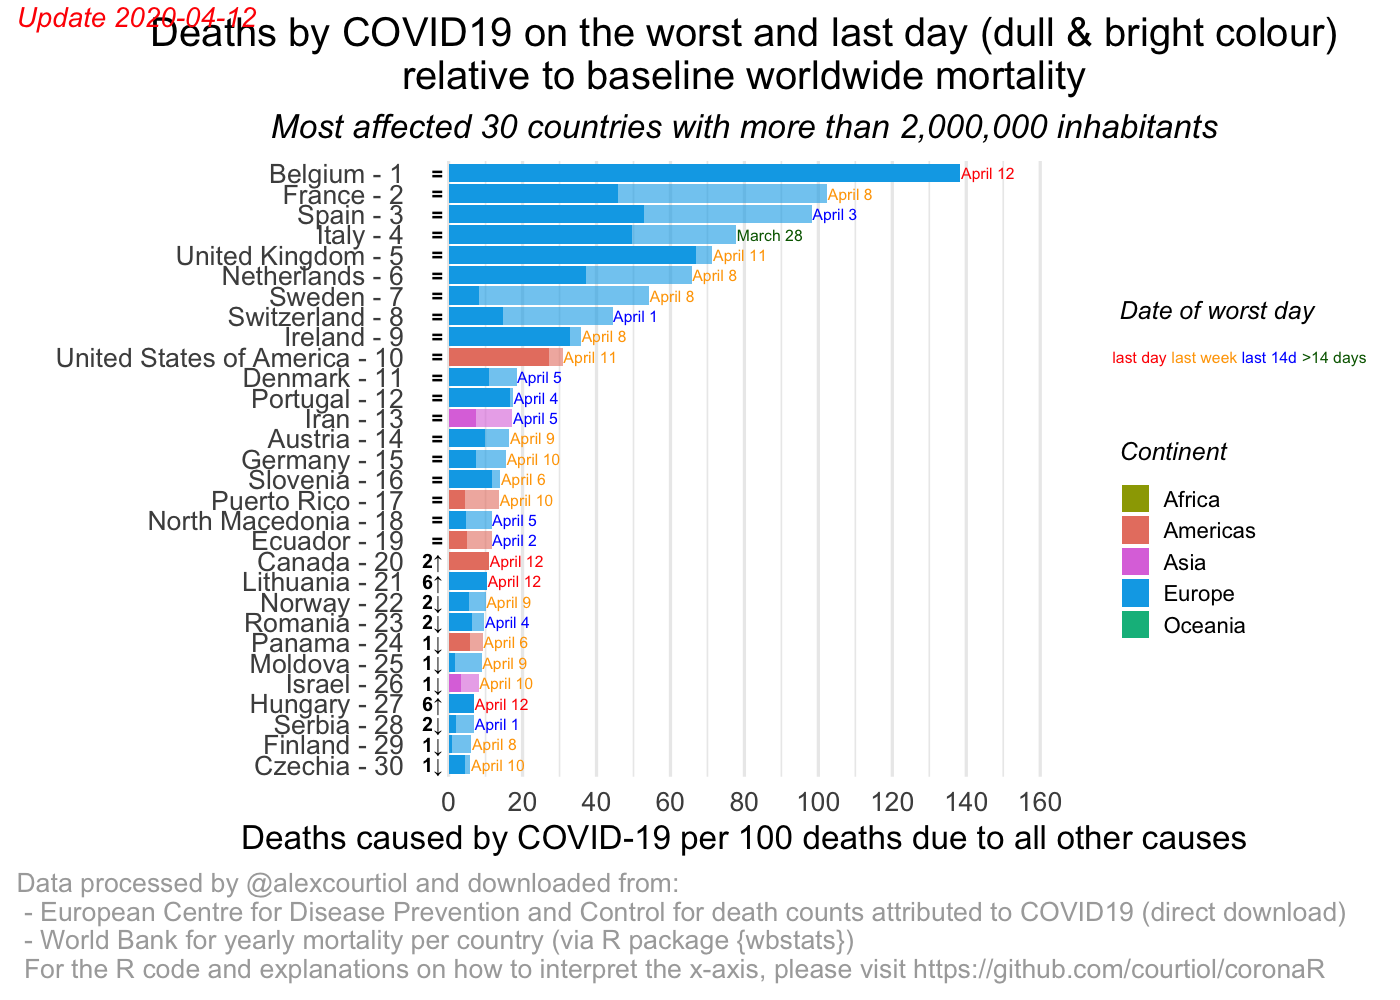 Update 2020-04-12
Deaths by COVID19 on the worst and last day (dull & bright colour)
relative to baseline worldwide mortality
Most affected 30 countries with more than 2,000,000 inhabitants
Belgium - 1 = April 12
France - 2 = April 8
Spain - 3 = April 3
Italy - 4 = March 28
United Kingdom - 5 = April 11
Netherlands - 6 = April 8
Sweden - 7 = April 8
Switzerland - 8 = April 1
Ireland - 9 = April 8
United States of America - 10 = April 11
Denmark - 11 = April 5
Portugal - 12 = April 4
Iran - 13 = April 5
Austria - 14 = April 9
Germany - 15 = April 10
Slovenia - 16 = April 6
Puerto Rico - 17 = April 10
North Macedonia - 18 = April 5
Ecuador - 19 = April 2
Canada - 20 2↑ April 12
Lithuania - 21 6↑ April 12
Norway - 22 2↓ April 9
Romania - 23 2↓ April 4
Panama - 24 1↓ April 6
Moldova - 25 1↓ April 9
Israel - 26 1↓ April 10
Hungary - 27 6↑ April 12
Serbia - 28 2↓ April 1
Finland - 29 1↓ April 8
Czechia - 30 1↓ April 10
0 20 40 60 80 100 120 140 160
Deaths caused by COVID-19 per 100 deaths due to all other causes
Date of worst day
last day last week last 14d >14 days
Continent
Africa
Americas
Asia
Europe
Oceania
Data processed by @alexcourtiol and downloaded from:
- European Centre for Disease Prevention and Control for death counts attributed to COVID19 (direct download)
- World Bank for yearly mortality per country (via R package {wbstats})
For the R code and explanations on how to interpret the x-axis, please visit https://github.com/courtiol/coronaR